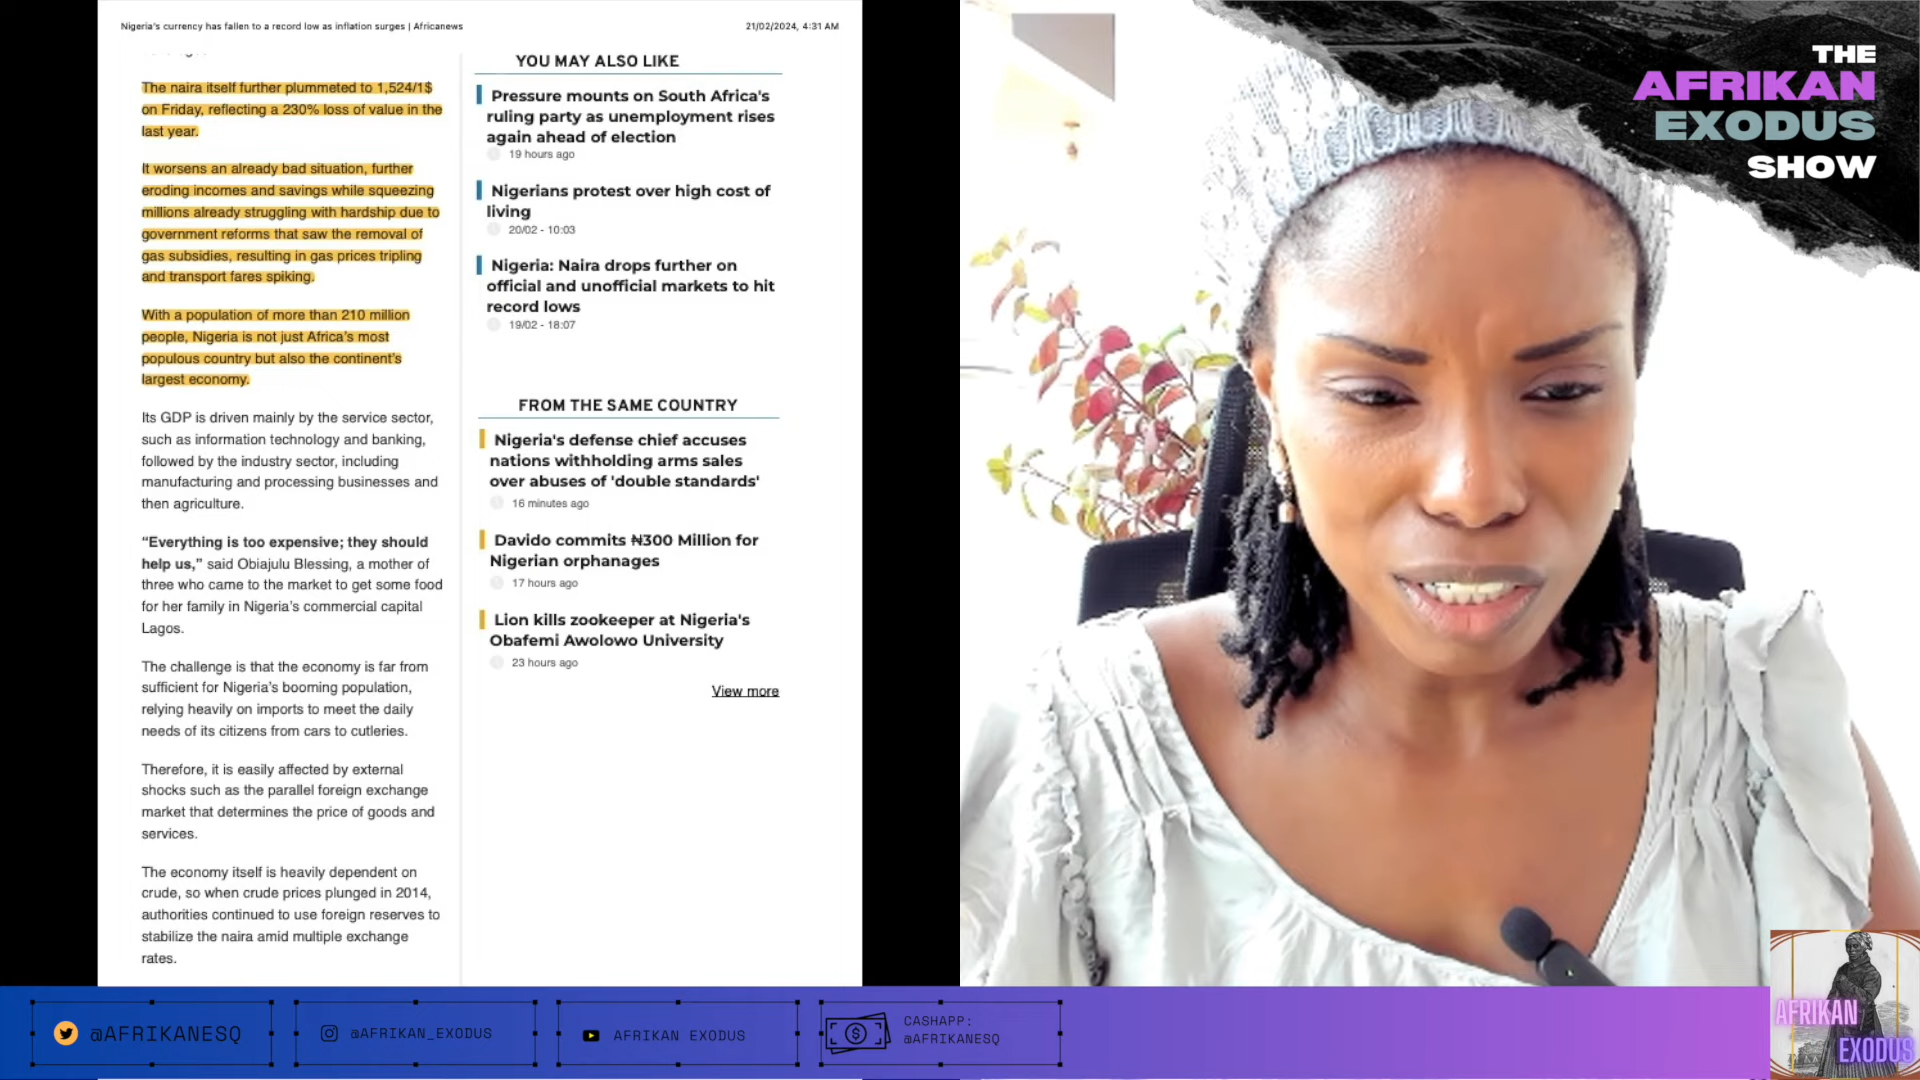 Nigeria's currency has fallen to a record low as inflation surges | Africanews
21/02/2024, 4:31 AM
The naira itself further plummeted to 1,524/1$
on Friday, reflecting a 230% loss of value in the
last year.
It worsens an already bad situation, further
eroding incomes and savings while squeezing
millions already struggling with hardship due to
government reforms that saw the removal of
gas subsidies, resulting in gas prices tripling
and transport fares spiking.
With a population of more than 210 million
people, Nigeria is not just Africa's most
populous country but also the continent's
largest economy.
Its GDP is driven mainly by the service sector,
such as information technology and banking,
followed by the industry sector, including
manufacturing and processing businesses and
then agriculture.
“Everything is too expensive; they should
help us,” said Obiajulu Blessing, a mother of
three who came to the market to get some food
for her family in Nigeria's commercial capital
Lagos.
The challenge is that the economy is far from
sufficient for Nigeria's booming population,
relying heavily on imports to meet the daily
needs of its citizens from cars to cutleries.
Therefore, it is easily affected by external
shocks such as the parallel foreign exchange
market that determines the price of goods and
services.
The economy itself is heavily dependent on
crude, so when crude prices plunged in 2014,
authorities continued to use foreign reserves to
stabilize the naira amid multiple exchange
rates.
YOU MAY ALSO LIKE
Pressure mounts on South Africa's
ruling party as unemployment rises
again ahead of election
19 hours ago
Nigerians protest over high cost of
living
20/02 - 10:03
Nigeria: Naira drops further on
official and unofficial markets to hit
record lows
19/02 - 18:07
FROM THE SAME COUNTRY
Nigeria's defense chief accuses
nations withholding arms sales
over abuses of 'double standards'
16 minutes ago
Davido commits ₦300 Million for
Nigerian orphanages
17 hours ago
Lion kills zookeeper at Nigeria's
Obafemi Awolowo University
23 hours ago
View more
THE
AFRIKAN
EXODUS
SHOW
@AFRIKANESQ
@AFRIKAN_EXODUS
AFRIKAN EXODUS
CASHAPP:
@AFRIKANESQ
AFRIKAN
EXODUS